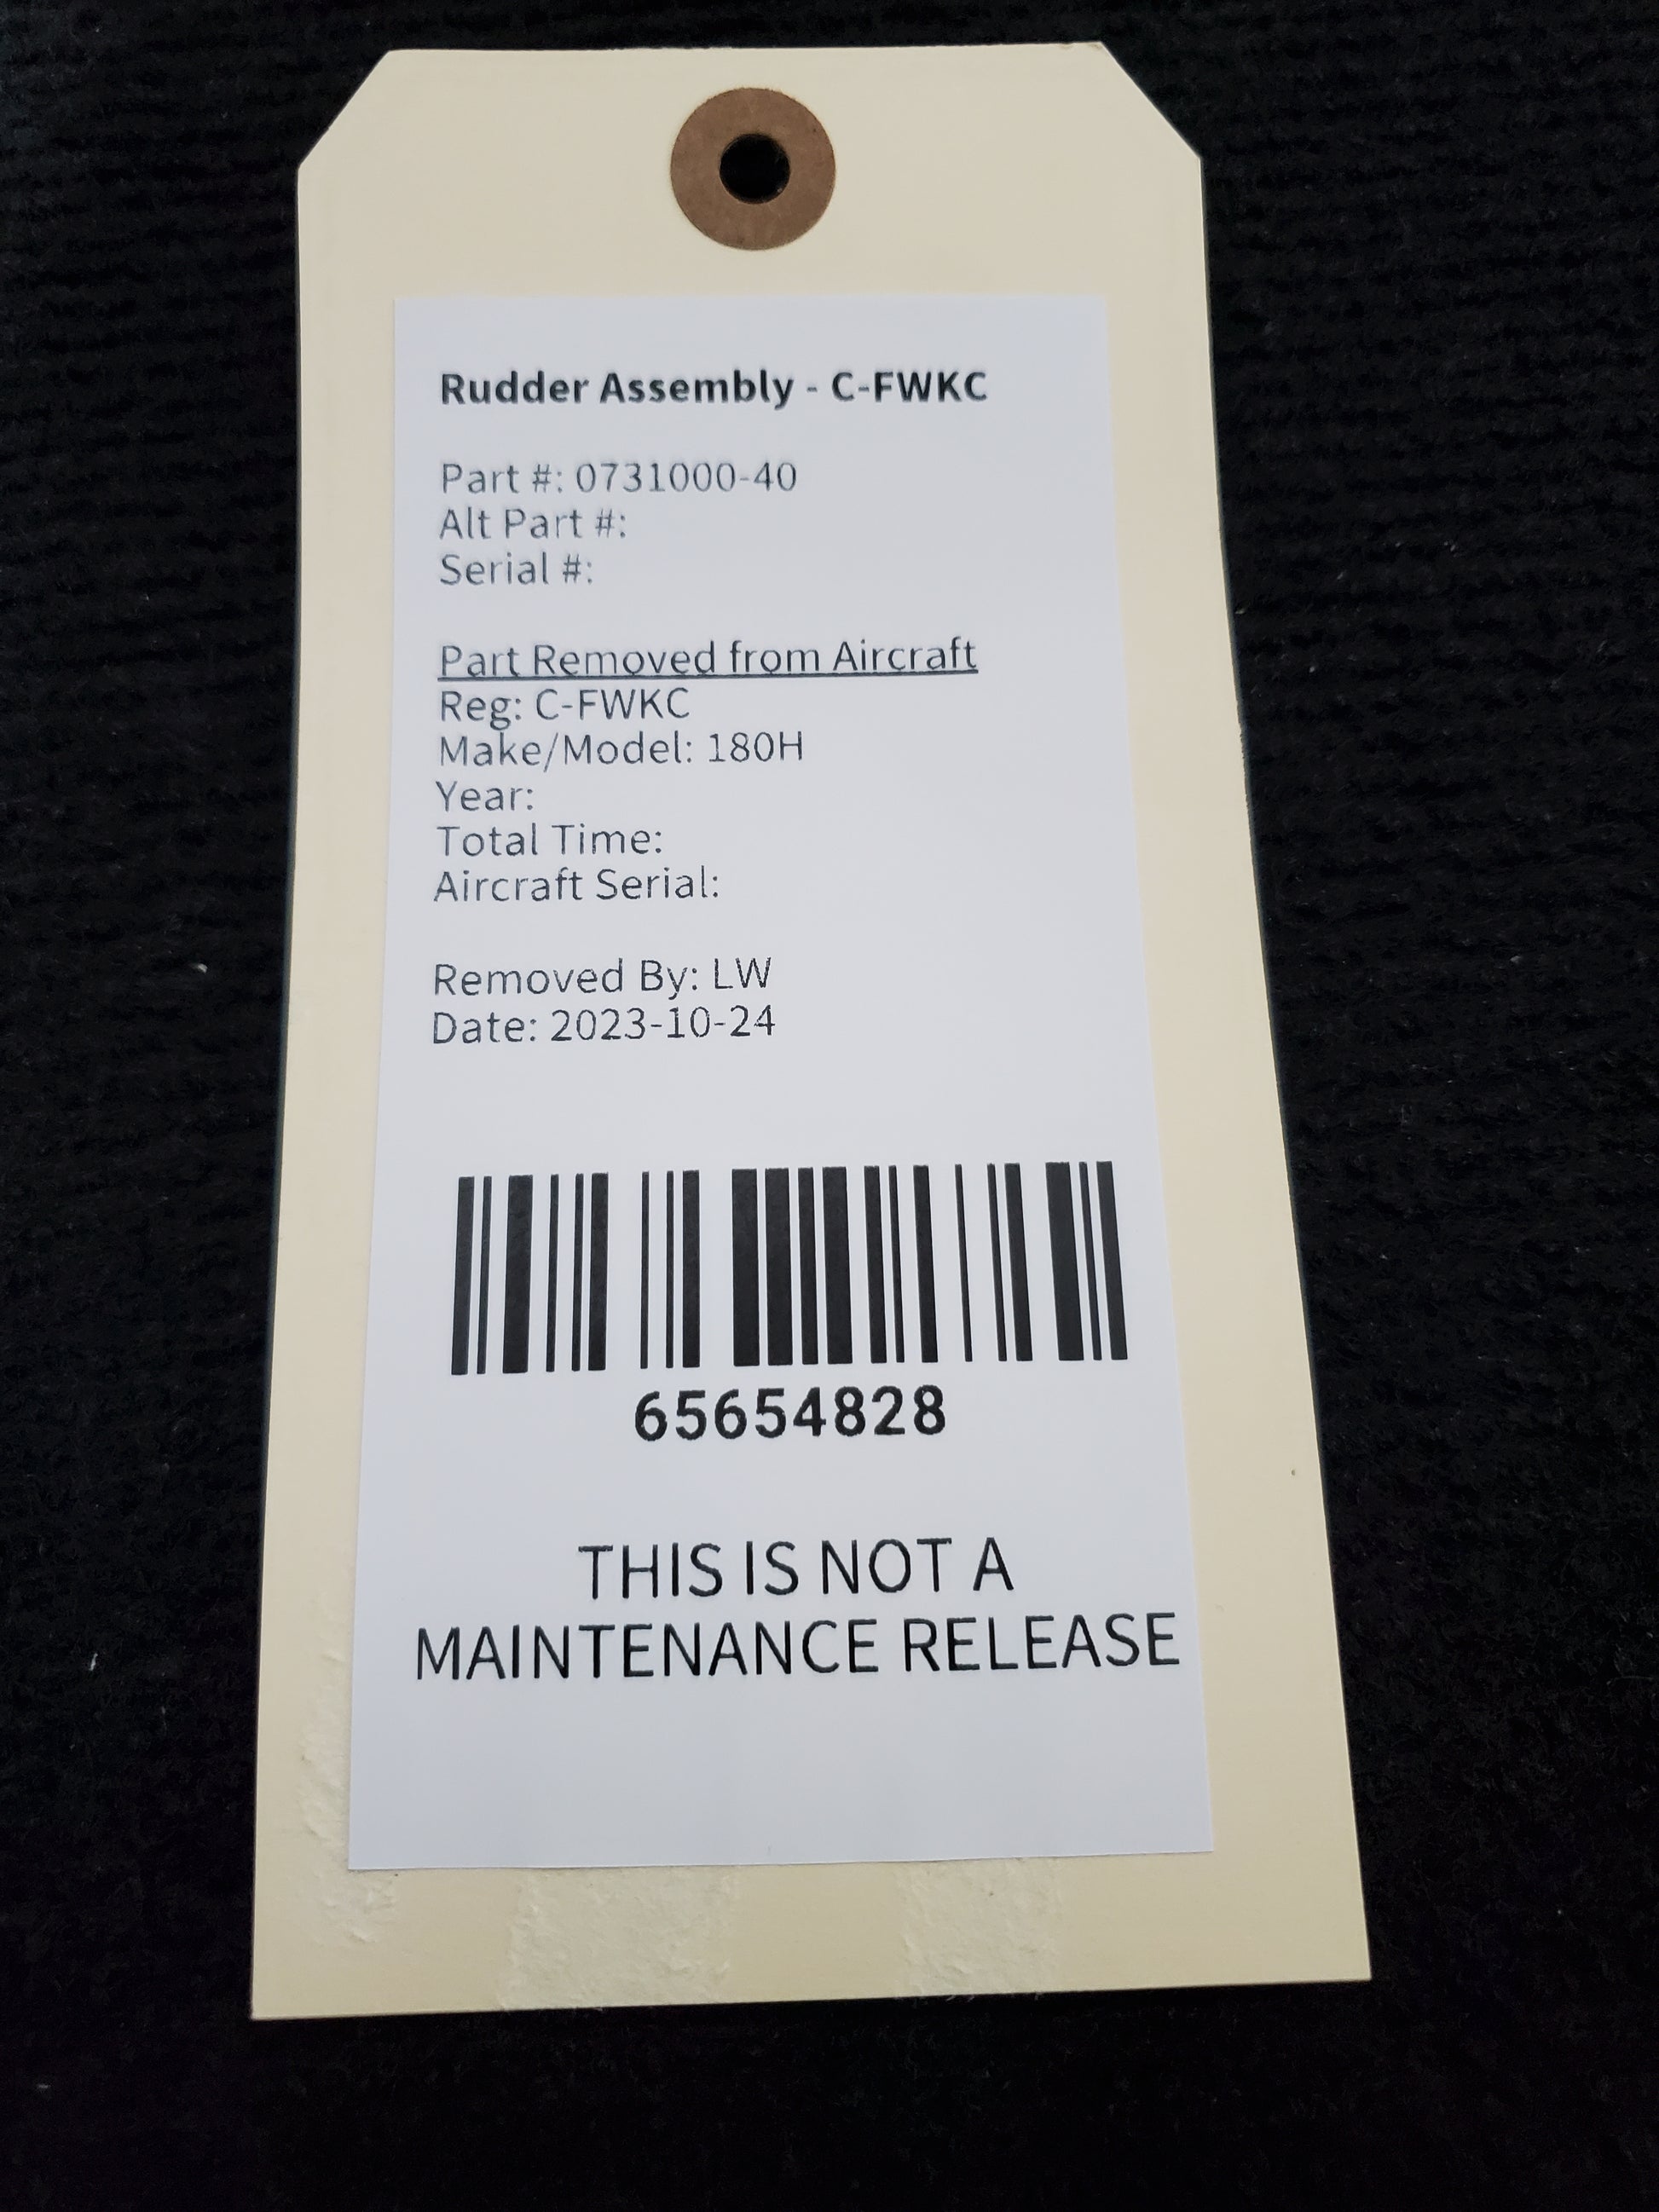 Rudder Assembly - C-FWKC
Part #: 0731000-40
Alt Part #:
Serial #:
Part Removed from Aircraft
Reg: C-FWKC
Make/Model: 180H
Year:
Total Time:
Aircraft Serial:
Removed By: LW
Date: 2023-10-24
65654828
THIS IS NOT A
MAINTENANCE RELEASE